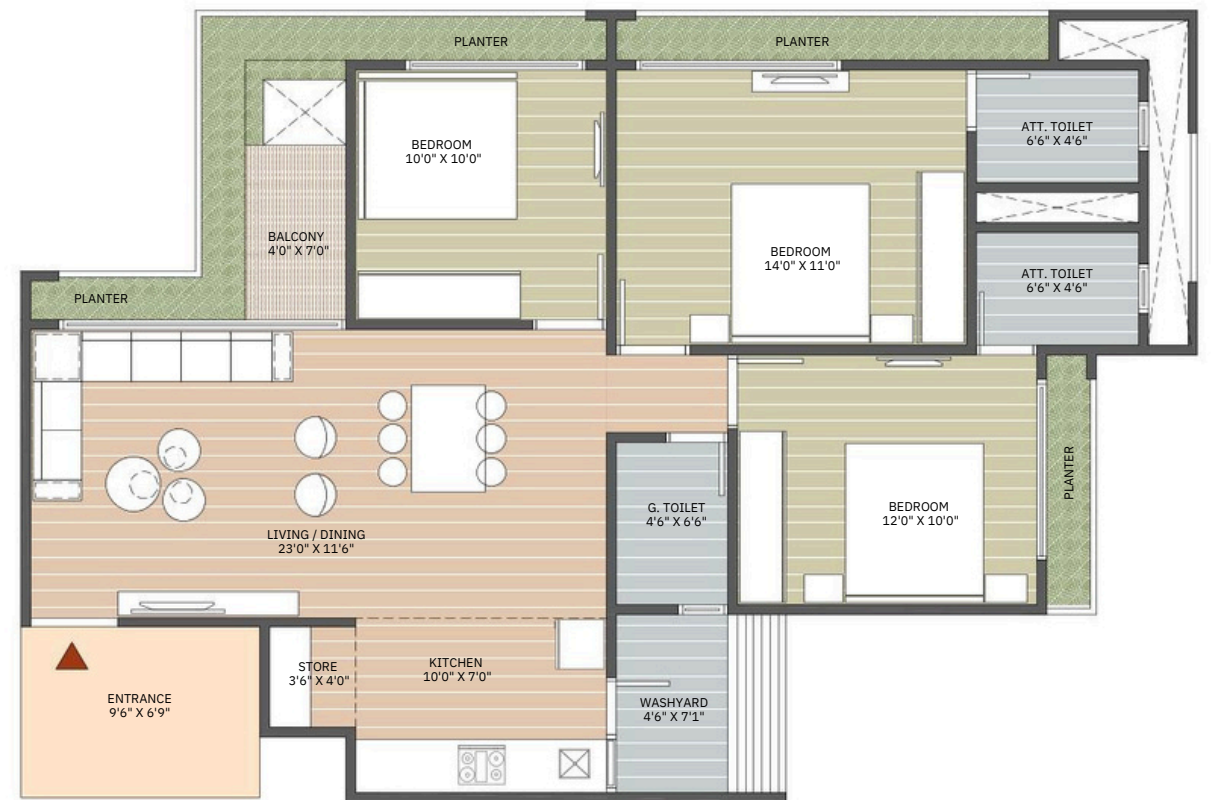 PLANTER
PLANTER
BEDROOM
10'0" X 10'0"
ATT. TOILET
6'6" X 4'6"
BALCONY
4'0" X 7'0"
BEDROOM
14'0" X 11'0"
ATT. TOILET
6'6" X 4'6"
PLANTER
PLANTER
G. TOILET
4'6" X 6'6"
BEDROOM
12'0" X 10'0"
LIVING / DINING
23'0" X 11'6"
STORE
3'6" X 4'0"
KITCHEN
10'0" X 7'0"
ENTRANCE
9'6" X 6'9"
WASHYARD
4'6" X 7'1"